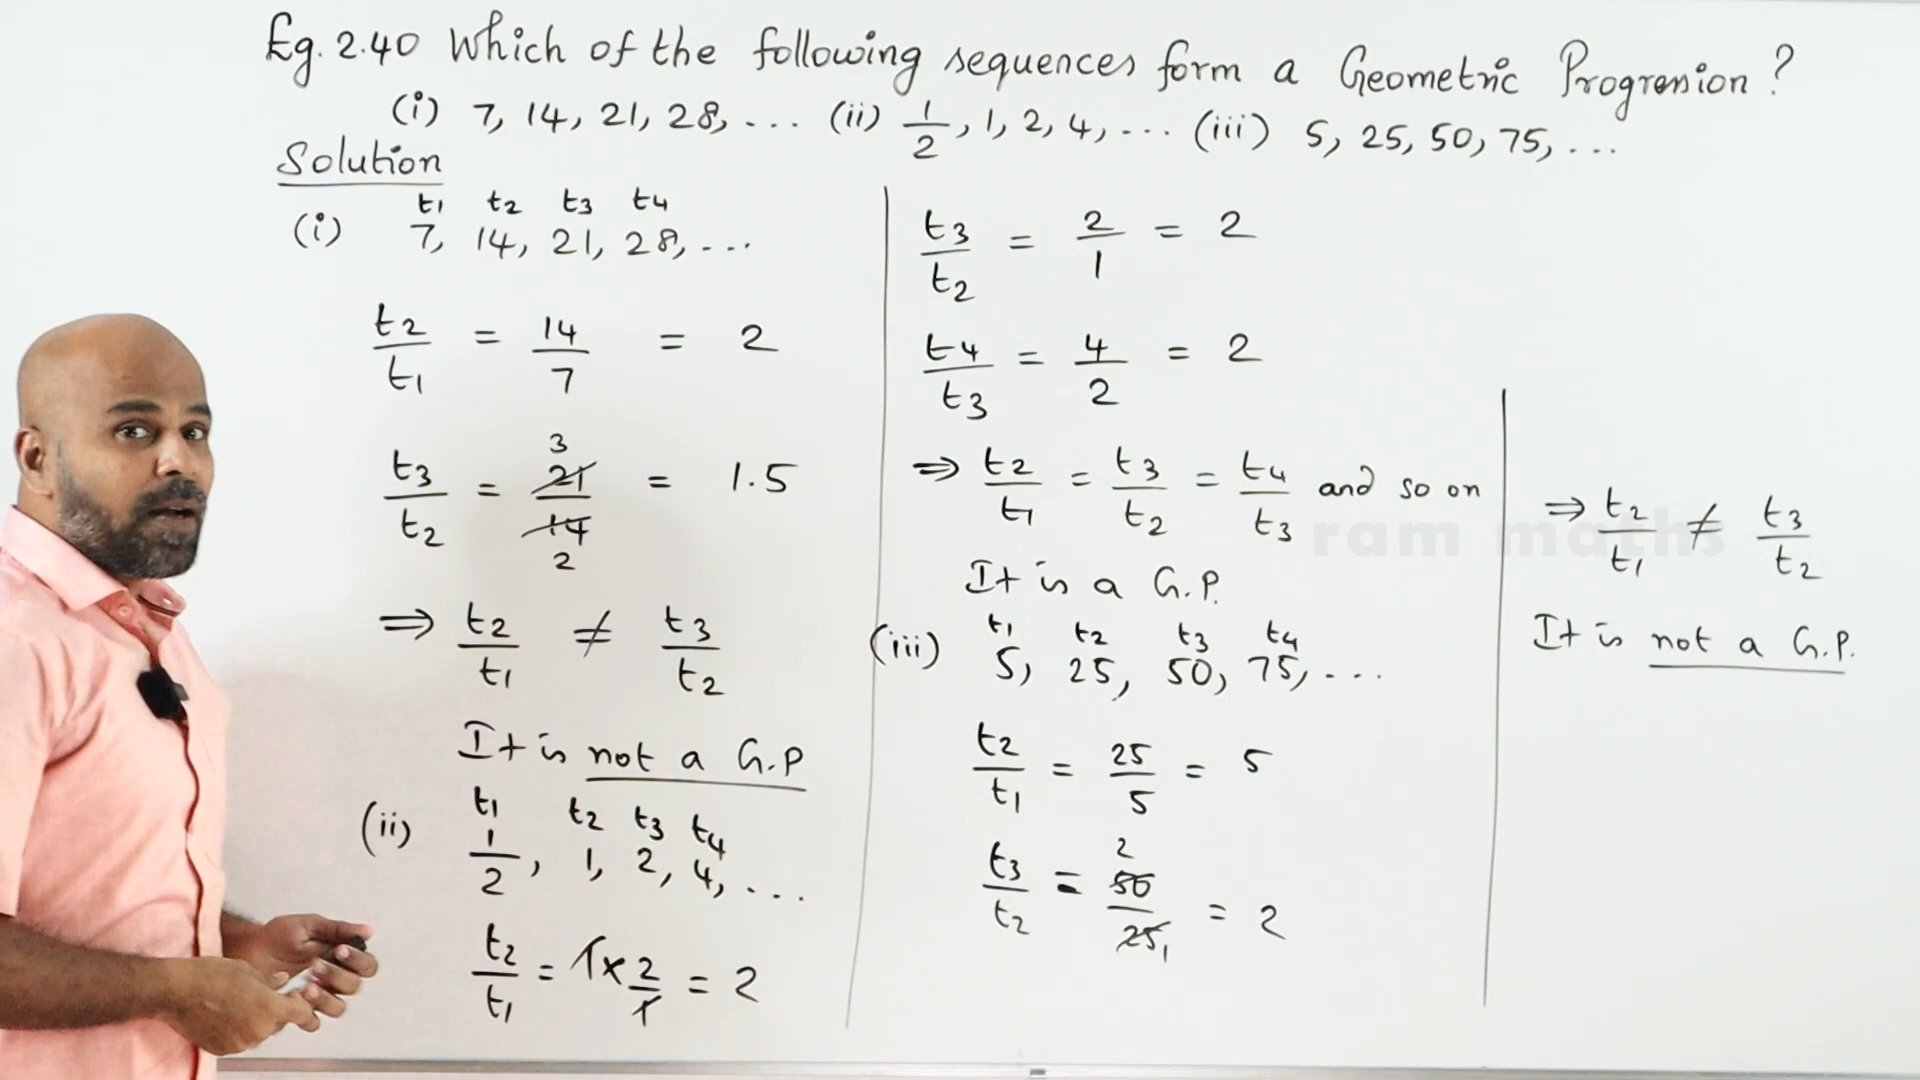 Eg. 2.40 Which of the following sequences form a Geometric Progression ?
(i) 7, 14, 21, 28, ... (ii) 1/2, 1, 2, 4, ... (iii) 5, 25, 50, 75, ...
Solution
t1 t2 t3 t4
(i) 7, 14, 21, 28, ...
t2/t1 = 14/7 = 2
3
t3/t2 = 21/14 = 1.5
2
⇒ t2/t1 ≠ t3/t2
It is not a G.P
t1 t2 t3 t4
(ii) 1/2, 1, 2, 4, ...
t2/t1 = 1 × 2/1 = 2
t3/t2 = 2/1 = 2
t4/t3 = 4/2 = 2
⇒ t2/t1 = t3/t2 = t4/t3 and so on
It is a G.P.
t1 t2 t3 t4
(iii) 5, 25, 50, 75, ...
t2/t1 = 25/5 = 5
2
t3/t2 = 50/25 = 2
1
⇒ t2/t1 ≠ t3/t2
It is not a G.P.
ram maths